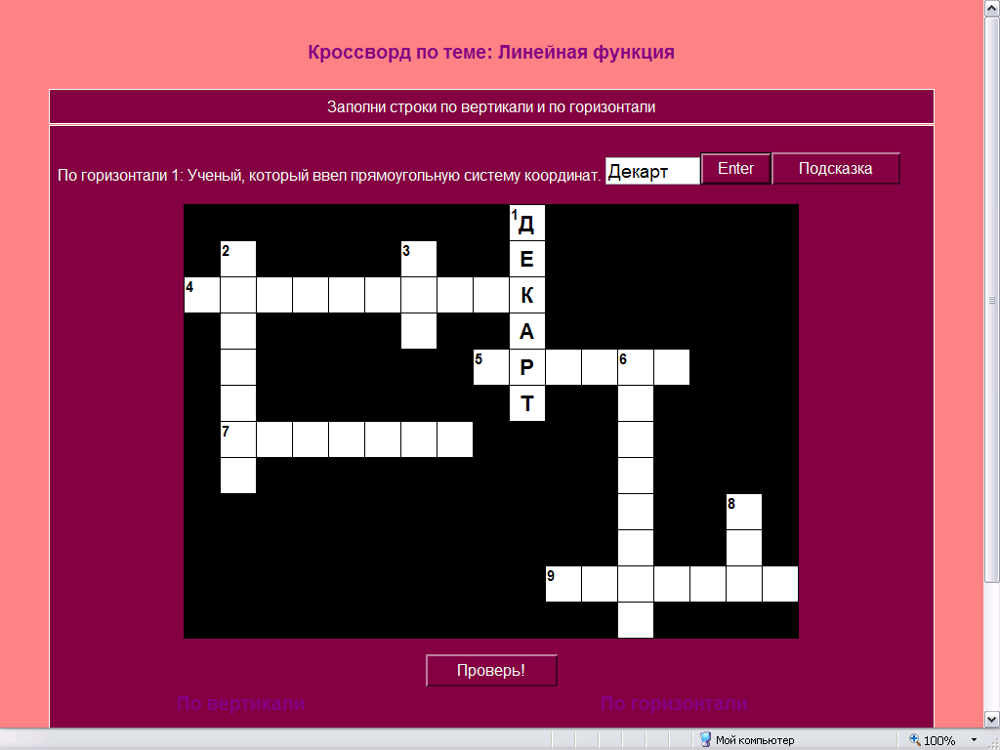 Кроссворд по теме: Линейная функция
Заполни строки по вертикали и по горизонтали
По горизонтали 1: Ученый, который ввел прямоугольную систему координат. Декарт Enter Подсказка
1 Д
2 3 Е
4 К
А
5 Р 6
Т
7
8
9
Проверь!
По вертикали По горизонтали
Мой компьютер 100%